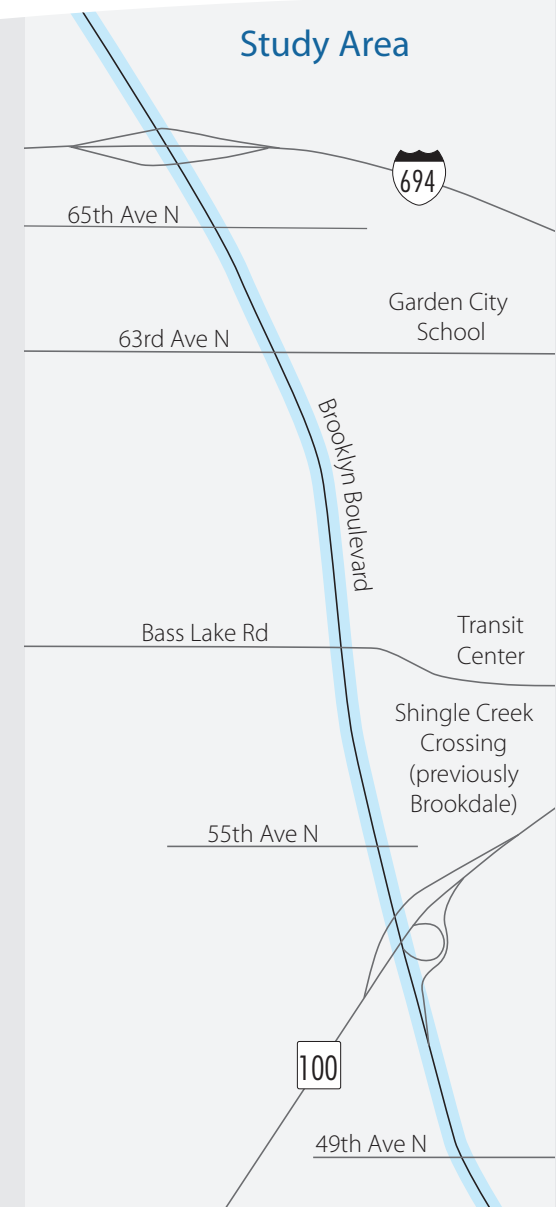 Study Area
694
65th Ave N
Garden City
School
63rd Ave N
Brooklyn Boulevard
Bass Lake Rd
Transit
Center
Shingle Creek
Crossing
(previously
Brookdale)
55th Ave N
100
49th Ave N